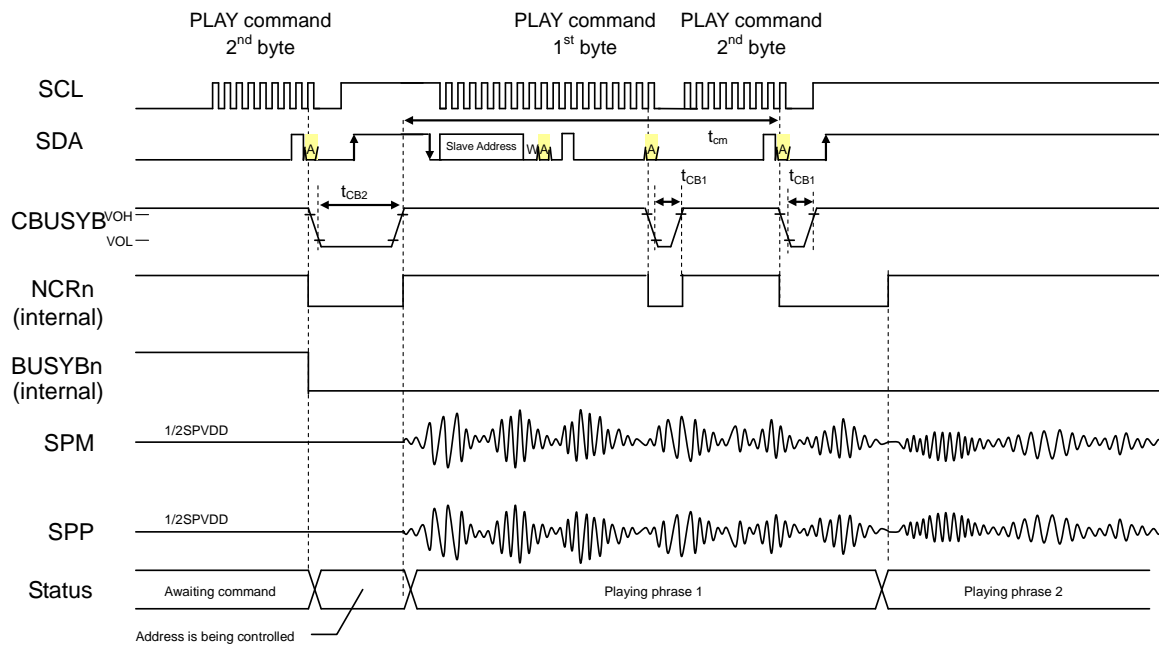 PLAY command
2nd byte
PLAY command
1st byte
PLAY command
2nd byte
SCL
SDA
A
Slave Address
W
A
A
tcm
A
tCB2
tCB1
tCB1
CBUSYB
VOH
VOL
NCRn
(internal)
BUSYBn
(internal)
SPM
1/2SPVDD
SPP
1/2SPVDD
Status
Awaiting command
Playing phrase 1
Playing phrase 2
Address is being controlled